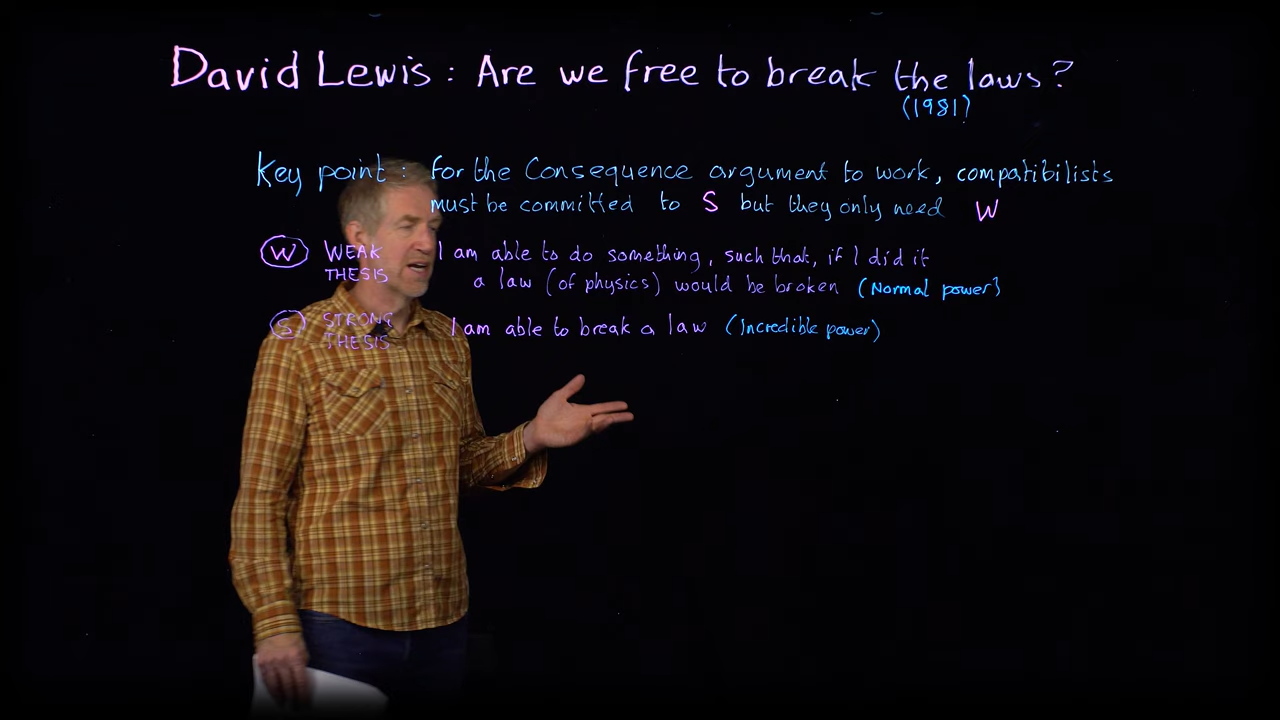 David Lewis : Are we free to break the laws?
(1981)
Key point : for the Consequence argument to work, compatibilists
must be committed to S but they only need W
W WEAK THESIS I am able to do something, such that, if I did it
a law (of physics) would be broken (Normal power)
S STRONG THESIS I am able to break a law (Incredible power)